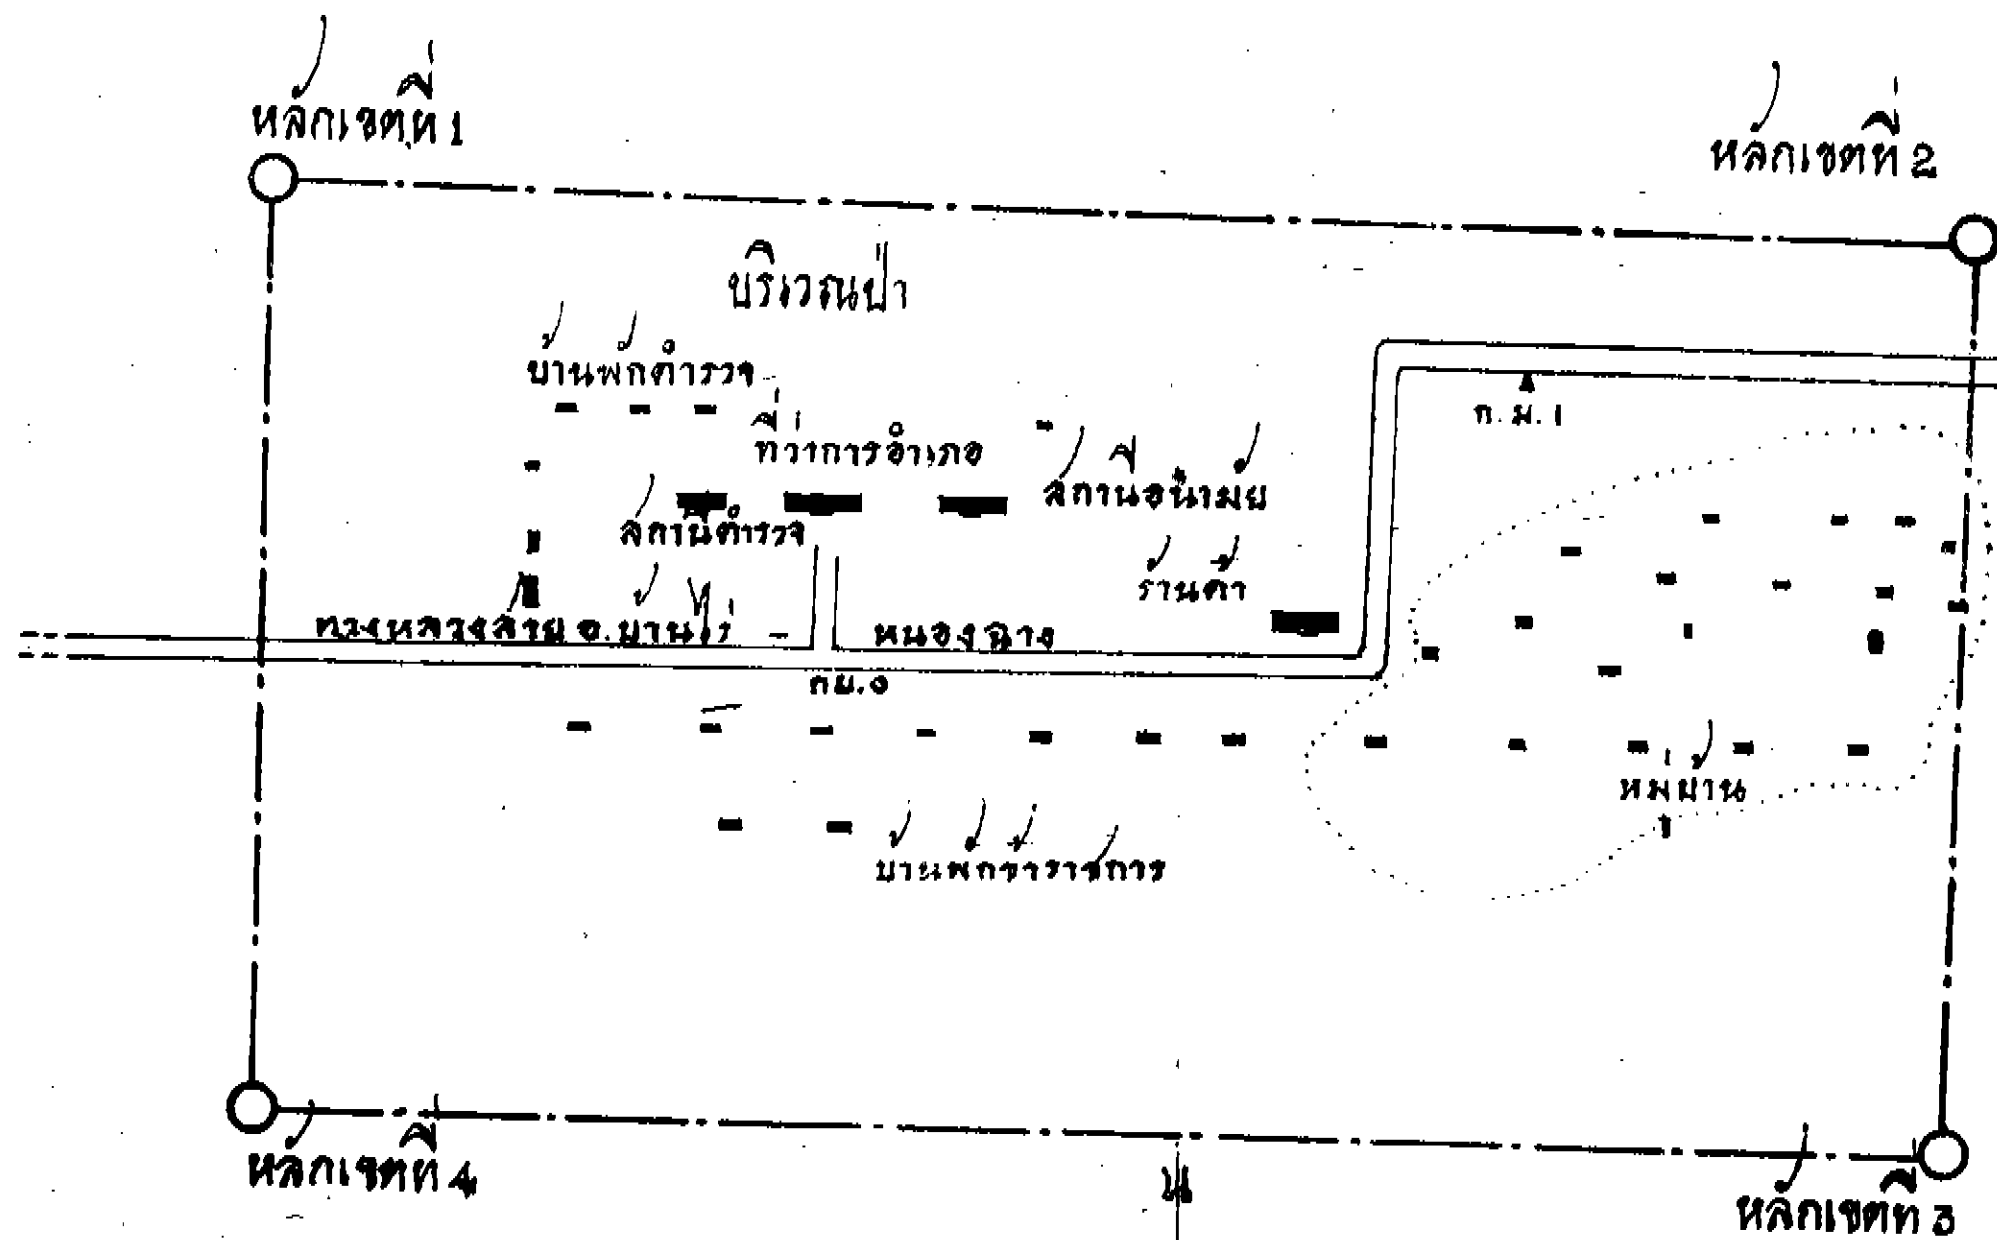 หลักเขตที่ 1
หลักเขตที่ 2
บริเวณป่า
บ้านพักตำรวจ
ก.ม. 1
ที่ว่าการอำเภอ
สถานีอนามัย
สถานีตำรวจ
ร้านค้า
ทางหลวงสาย อ.บ้านไร่ - หนองฉาง
กม.0
หมู่บ้าน
บ้านพักข้าราชการ
หลักเขตที่ 4
น
หลักเขตที่ 3